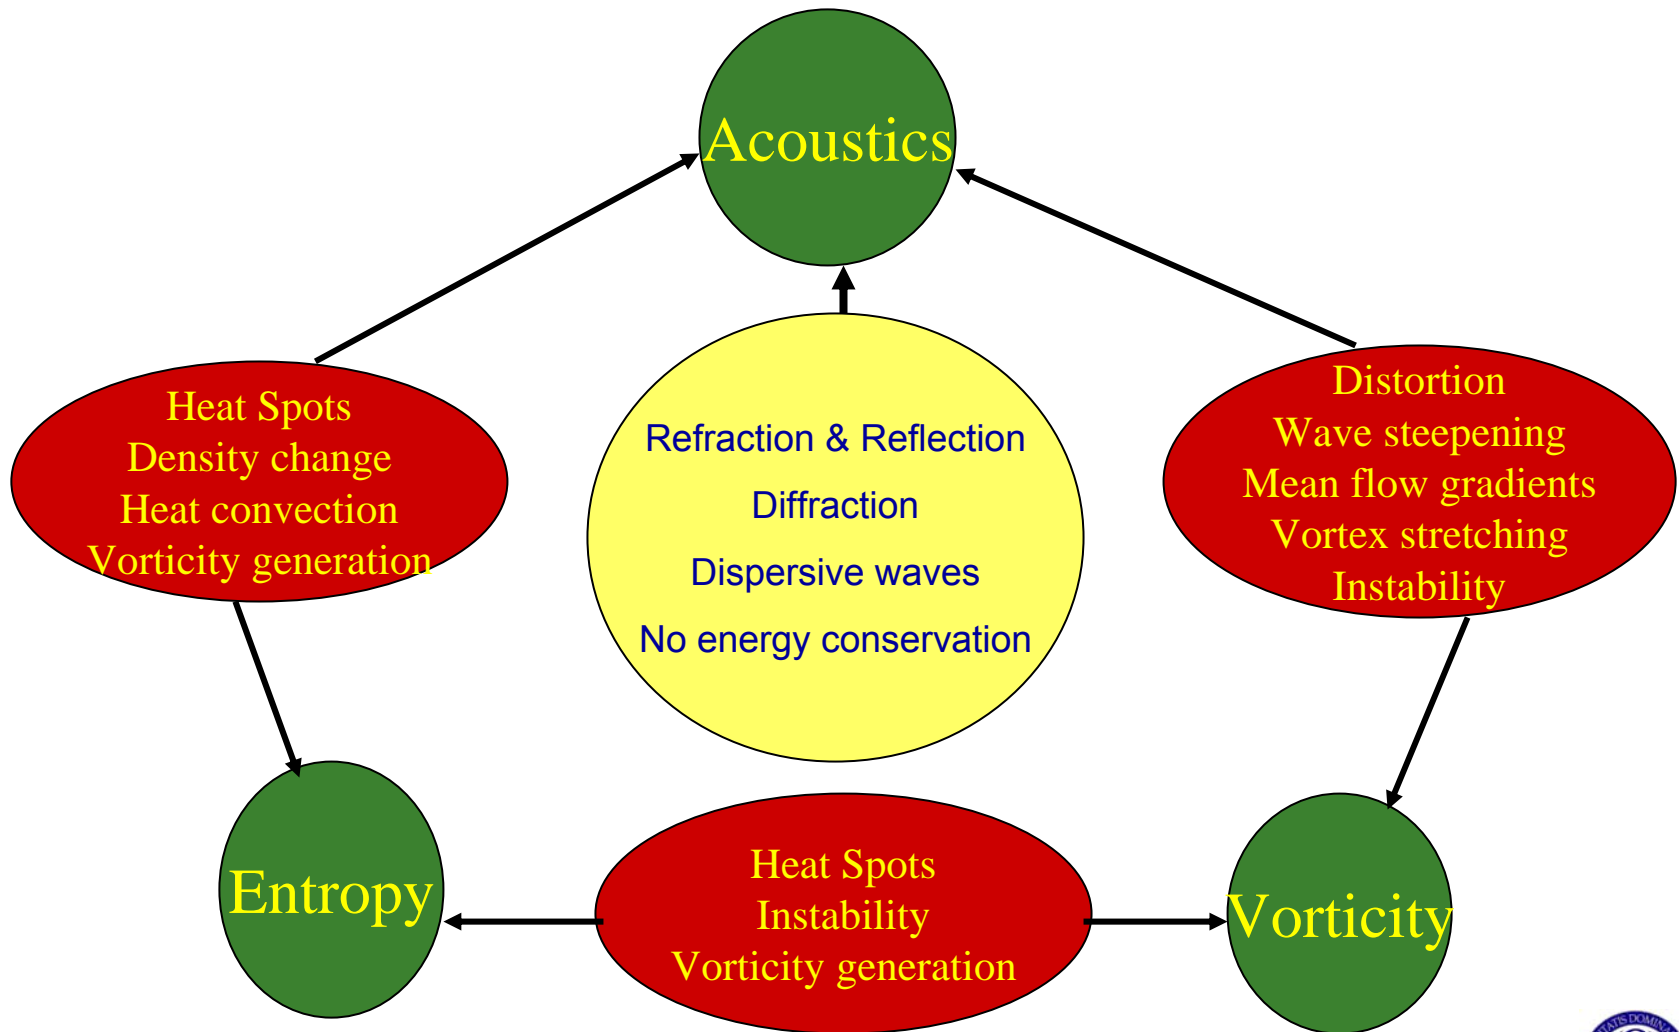 Acoustics
Heat Spots
Density change
Heat convection
Vorticity generation
Refraction & Reflection
Diffraction
Dispersive waves
No energy conservation
Distortion
Wave steepening
Mean flow gradients
Vortex stretching
Instability
Entropy
Heat Spots
Instability
Vorticity generation
Vorticity